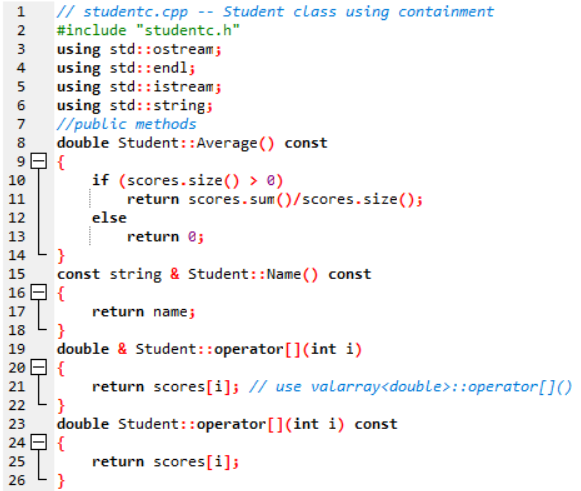 1 // studentc.cpp -- Student class using containment
2 #include "studentc.h"
3 using std::ostream;
4 using std::endl;
5 using std::istream;
6 using std::string;
7 //public methods
8 double Student::Average() const
9 {
10 if (scores.size() > 0)
11 return scores.sum()/scores.size();
12 else
13 return 0;
14 }
15 const string & Student::Name() const
16 {
17 return name;
18 }
19 double & Student::operator[](int i)
20 {
21 return scores[i]; // use valarray<double>::operator[]()
22 }
23 double Student::operator[](int i) const
24 {
25 return scores[i];
26 }